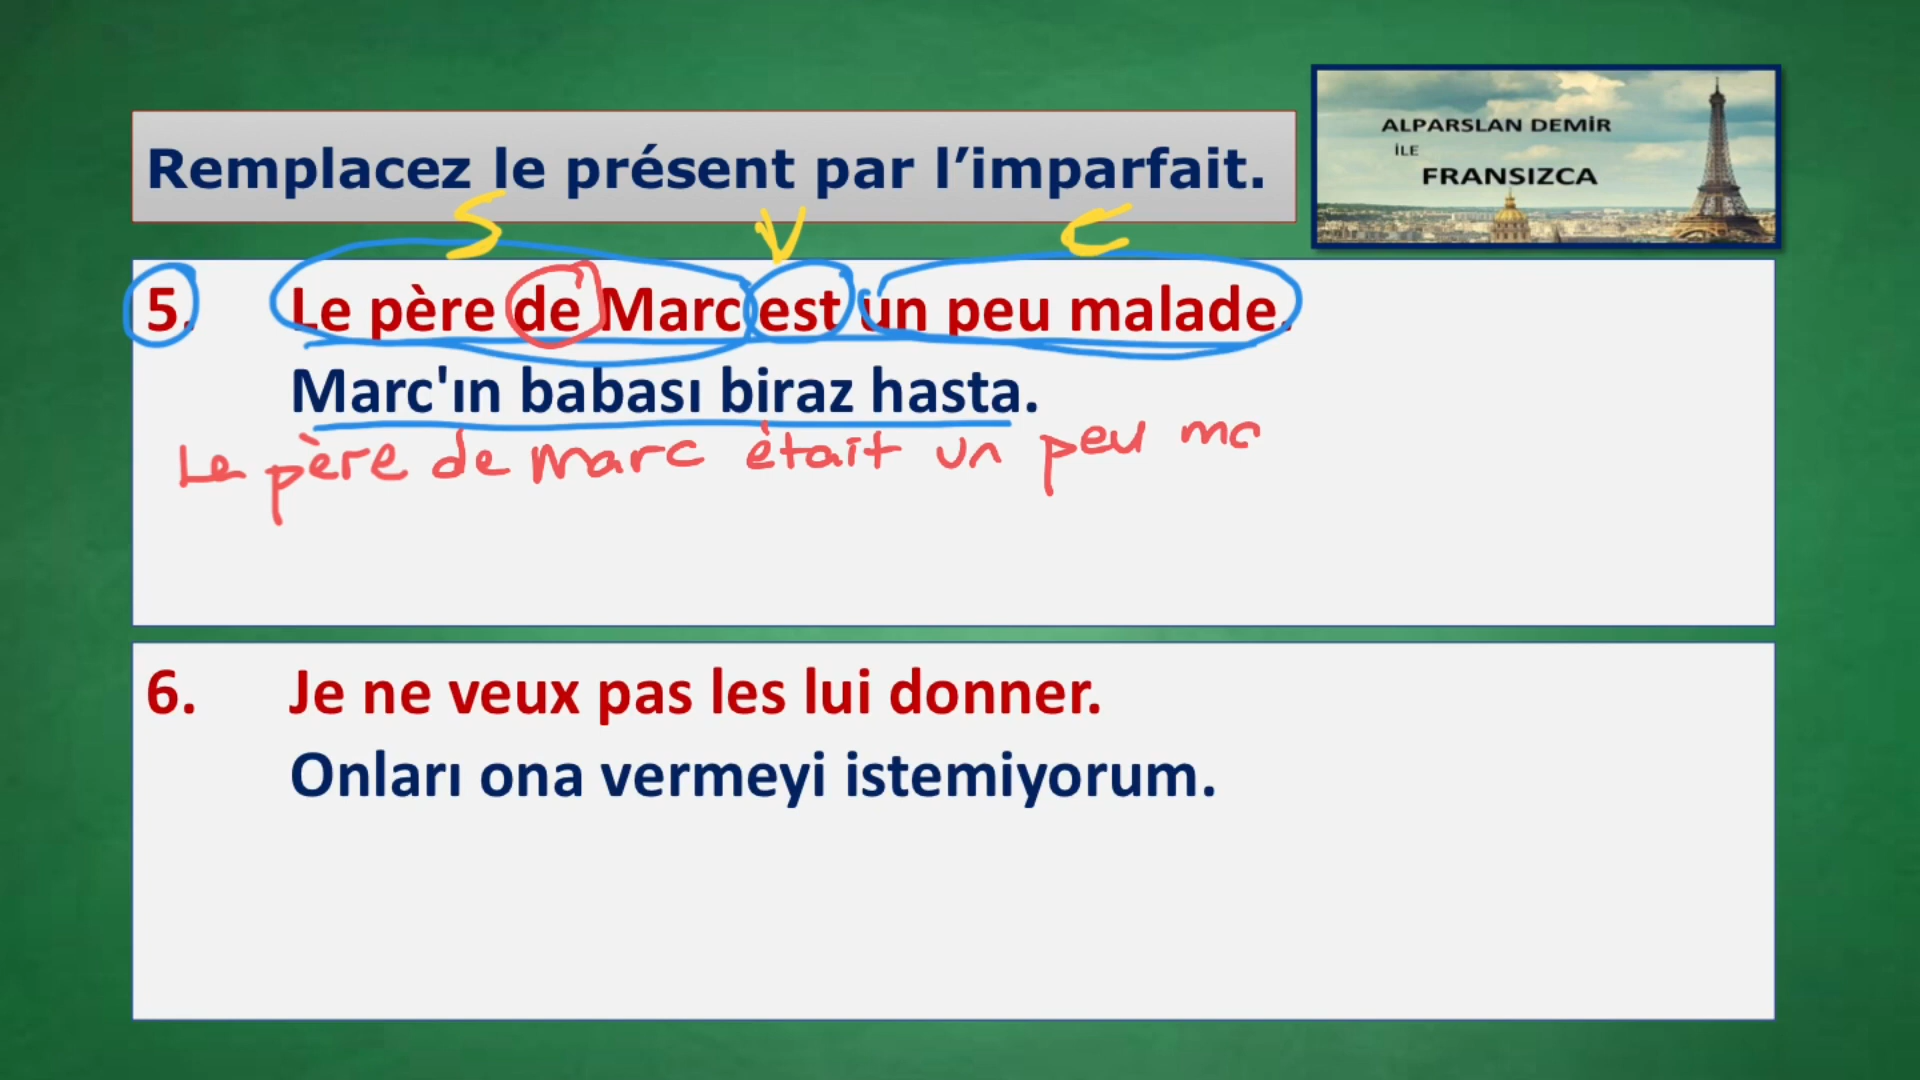 Remplacez le présent par l’imparfait.
ALPARSLAN DEMİR
İLE
FRANSIZCA
S V C
5. Le père de Marc est un peu malade.
Marc'ın babası biraz hasta.
Le père de Marc était un peu ma
6. Je ne veux pas les lui donner.
Onları ona vermeyi istemiyorum.